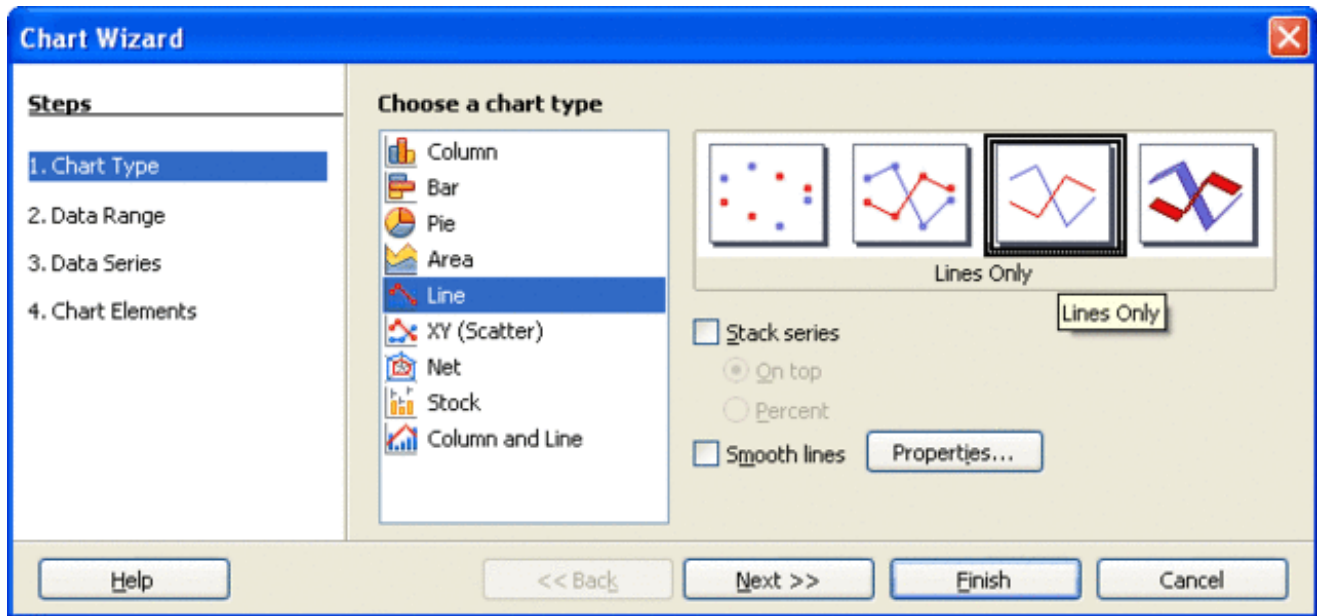 Chart Wizard
Steps
1. Chart Type
2. Data Range
3. Data Series
4. Chart Elements
Choose a chart type
Column
Bar
Pie
Area
Line
XY (Scatter)
Net
Stock
Column and Line
Lines Only
Lines Only
Stack series
On top
Percent
Smooth lines
Properties...
Help
<< Back
Next >>
Finish
Cancel